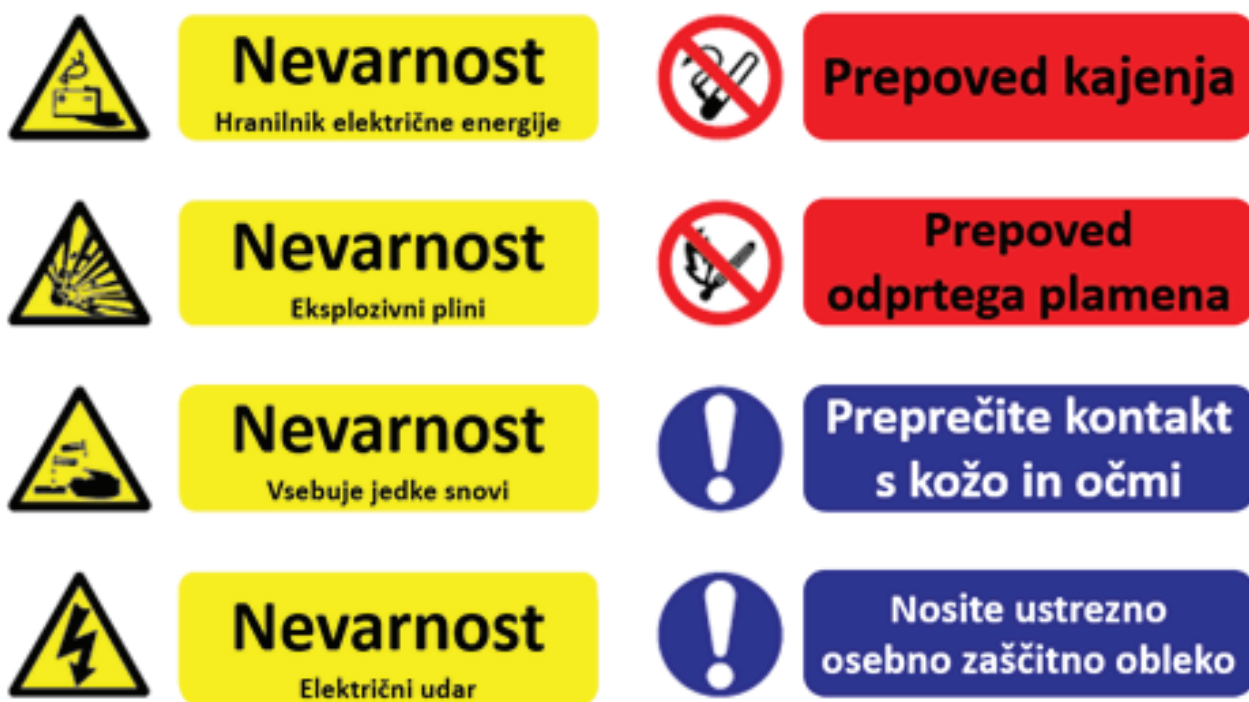 Nevarnost
Hranilnik električne energije
Prepoved kajenja
Nevarnost
Eksplozivni plini
Prepoved
odprtega plamena
Nevarnost
Vsebuje jedke snovi
Preprečite kontakt
s kožo in očmi
Nevarnost
Električni udar
Nosite ustrezno
osebno zaščitno obleko